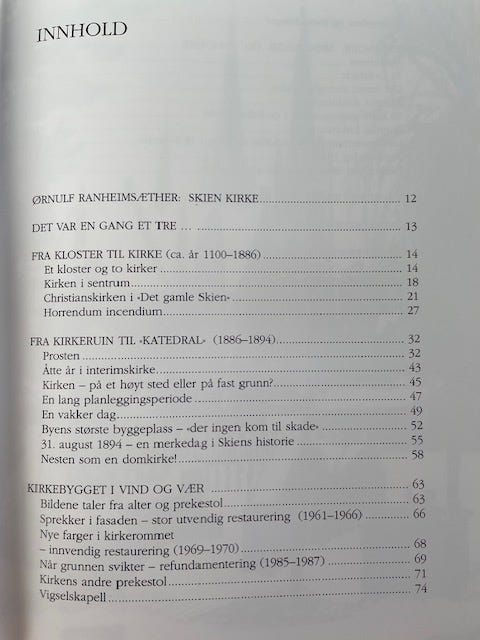 INNHOLD
ØRNULF RANHEIMSÆTHER: SKIEN KIRKE 12
DET VAR EN GANG ET TRE ... 13
FRA KLOSTER TIL KIRKE (ca. år 1100–1886) 14
Et kloster og to kirker 14
Kirken i sentrum 18
Christianskirken i «Det gamle Skien» 21
Horrendum incendium 27
FRA KIRKERUIN TIL «KATEDRAL» (1886–1894) 32
Prosten 32
Åtte år i interimskirke 43
Kirken – på et høyt sted eller på fast grunn? 45
En lang planleggingsperiode 47
En vakker dag 49
Byens største byggeplass – «der ingen kom til skade» 52
31. august 1894 – en merkedag i Skiens historie 55
Nesten som en domkirke! 58
KIRKEBYGGET I VIND OG VÆR 63
Bildene taler fra alter og prekestol 63
Sprekker i fasaden – stor utvendig restaurering (1961–1966) 66
Nye farger i kirkerommet
– innvendig restaurering (1969–1970) 68
Når grunnen svikter – refundamentering (1985–1987) 69
Kirkens andre prekestol 71
Vigselskapell 74